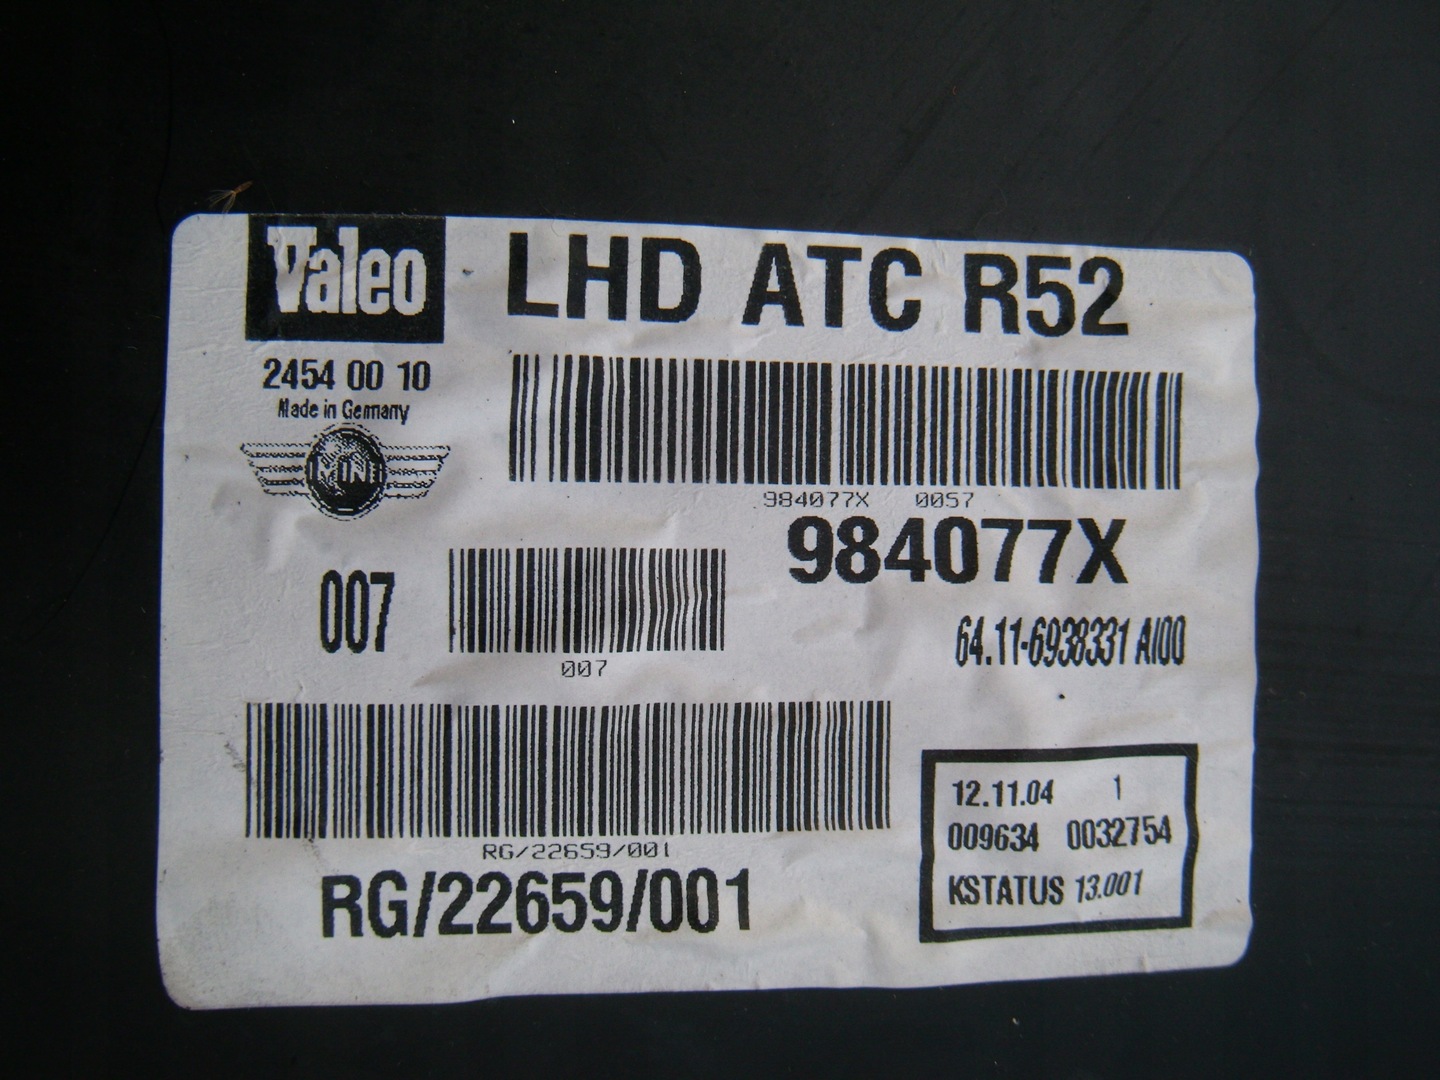 Valeo
LHD ATC R52
2454 00 10
Made in Germany
MINI
984077X 0057
984077X
007
007
64.11-6938331 AI00
RG/22659/001
RG/22659/001
12.11.04 1
009634 0032754
KSTATUS 13.001